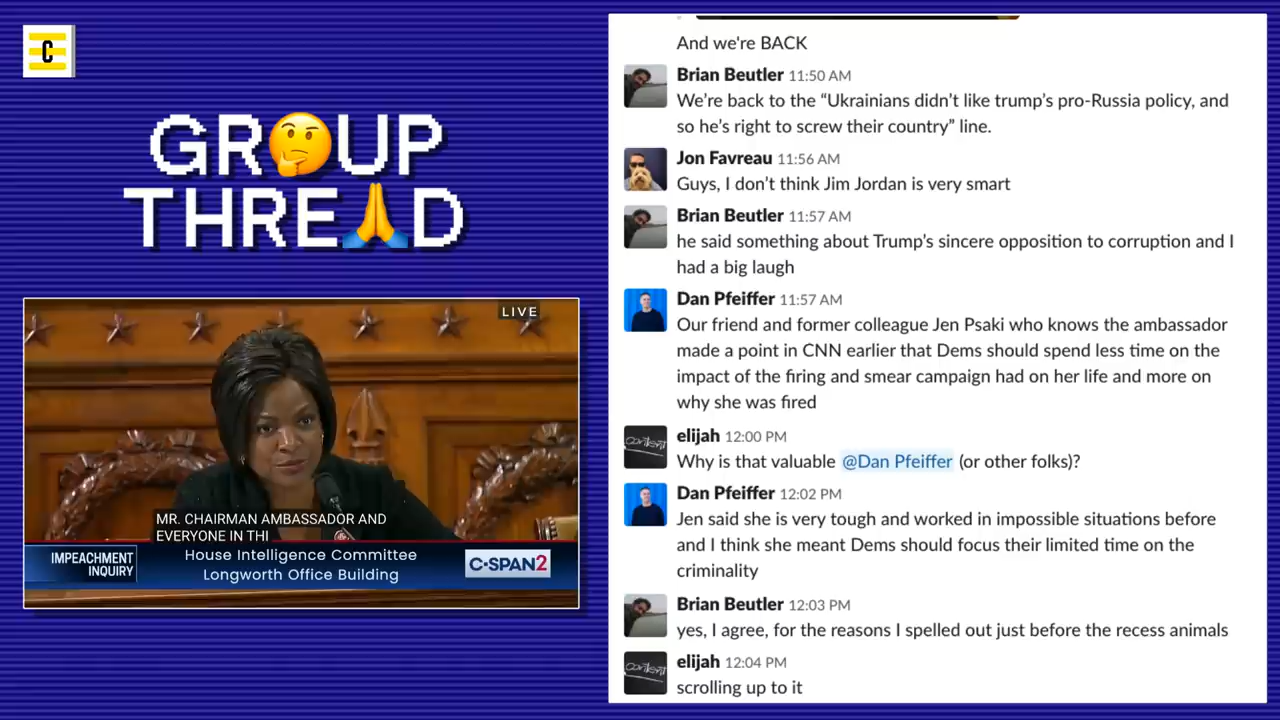 C
GR🤔UP
THRE🙏D
LIVE
MR. CHAIRMAN AMBASSADOR AND
EVERYONE IN THI
IMPEACHMENT
INQUIRY
House Intelligence Committee
Longworth Office Building
C-SPAN2
And we're BACK
Brian Beutler 11:50 AM
We’re back to the “Ukrainians didn’t like trump’s pro-Russia policy, and
so he’s right to screw their country” line.
Jon Favreau 11:56 AM
Guys, I don’t think Jim Jordan is very smart
Brian Beutler 11:57 AM
he said something about Trump’s sincere opposition to corruption and I
had a big laugh
Dan Pfeiffer 11:57 AM
Our friend and former colleague Jen Psaki who knows the ambassador
made a point in CNN earlier that Dems should spend less time on the
impact of the firing and smear campaign had on her life and more on
why she was fired
elijah 12:00 PM
Why is that valuable @Dan Pfeiffer (or other folks)?
Dan Pfeiffer 12:02 PM
Jen said she is very tough and worked in impossible situations before
and I think she meant Dems should focus their limited time on the
criminality
Brian Beutler 12:03 PM
yes, I agree, for the reasons I spelled out just before the recess animals
elijah 12:04 PM
scrolling up to it
content
content